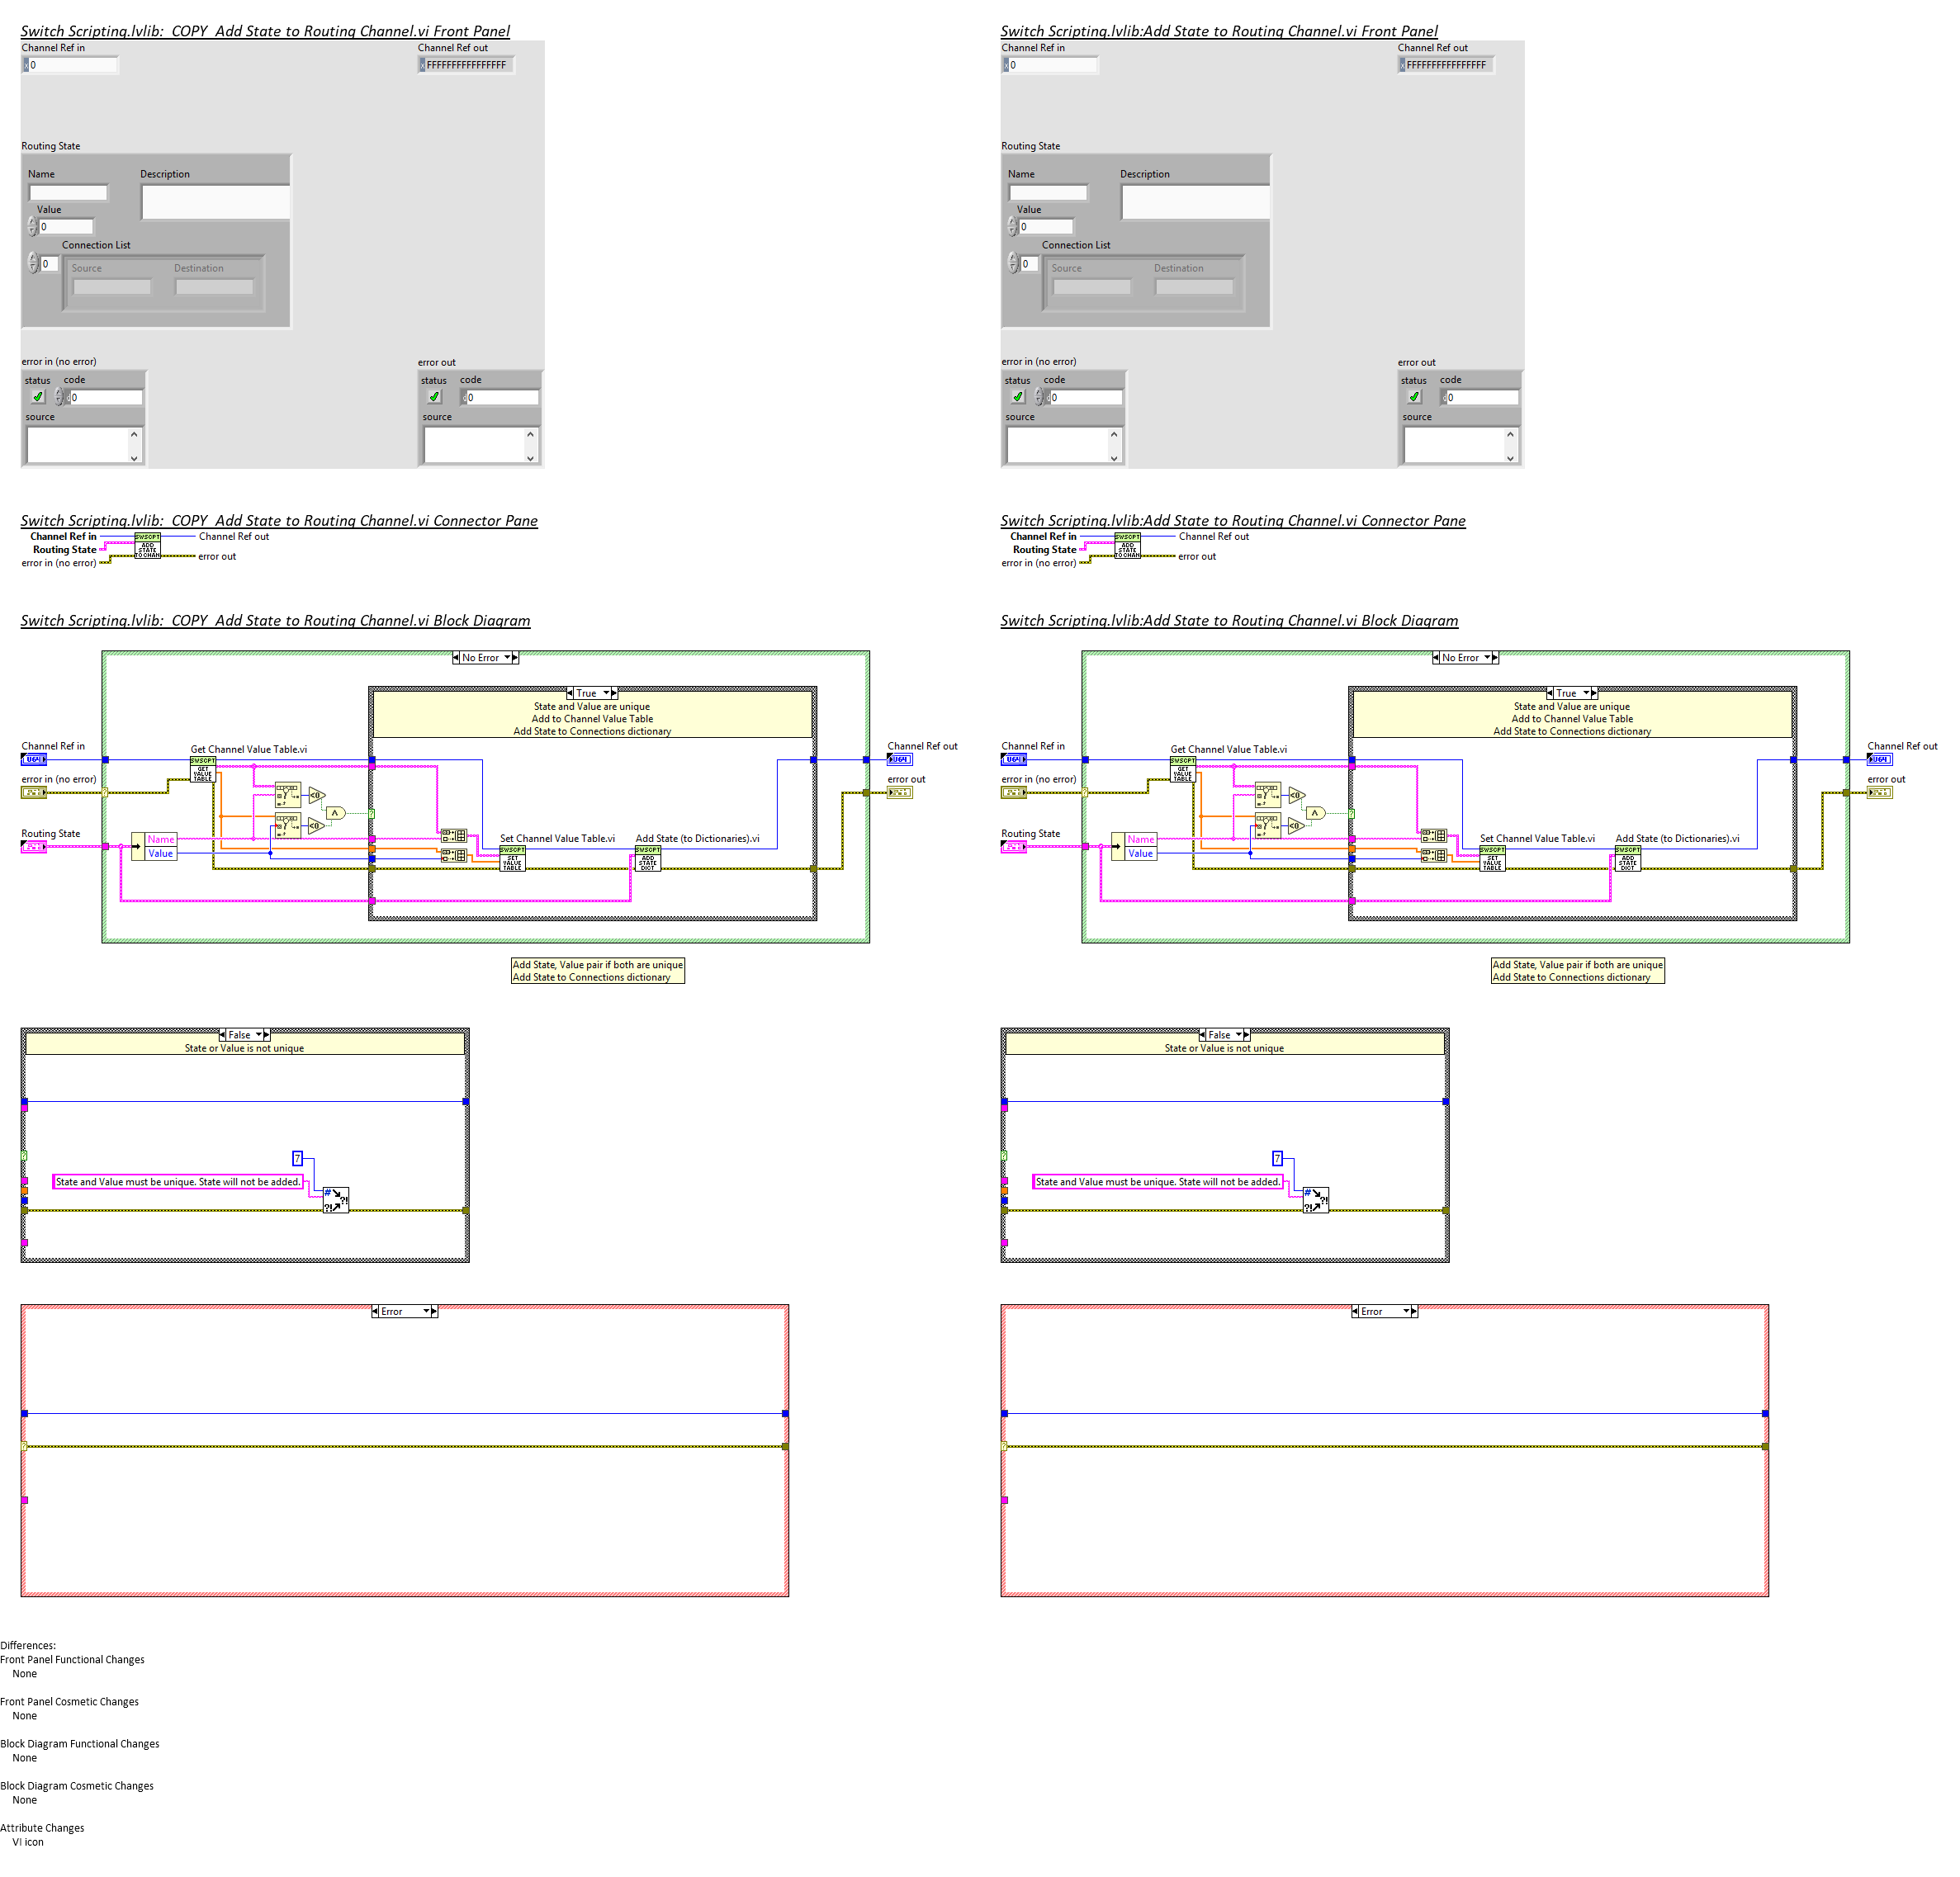 Switch Scripting.lvlib:  COPY  Add State to Routing Channel.vi Front Panel
Channel Ref in
Channel Ref out
x 0
x FFFFFFFFFFFFFFFF
Routing State
Name
Description
Value
0
Connection List
0
Source
Destination
error in (no error)
error out
status
code
status
code
0
0
source
source
Switch Scripting.lvlib:Add State to Routing Channel.vi Front Panel
Channel Ref in
Channel Ref out
x 0
x FFFFFFFFFFFFFFFF
Routing State
Name
Description
Value
0
Connection List
0
Source
Destination
error in (no error)
error out
status
code
status
code
0
0
source
source
Switch Scripting.lvlib:  COPY  Add State to Routing Channel.vi Connector Pane
Channel Ref in
SWSCPT
Channel Ref out
Routing State
ADD
STATE
TO CHAN
error in (no error)
error out
Switch Scripting.lvlib:Add State to Routing Channel.vi Connector Pane
Channel Ref in
SWSCPT
Channel Ref out
Routing State
ADD
STATE
TO CHAN
error in (no error)
error out
Switch Scripting.lvlib:  COPY  Add State to Routing Channel.vi Block Diagram
No Error
True
State and Value are unique
Add to Channel Value Table
Add State to Connections dictionary
Channel Ref in
U64
Get Channel Value Table.vi
SWSCPT
GET
VALUE
TABLE
Channel Ref out
U64
error in (no error)
error out
<0
<0
Routing State
Name
Value
Set Channel Value Table.vi
SWSCPT
SET
VALUE
TABLE
Add State (to Dictionaries).vi
SWSCPT
ADD
STATE
DICT
Add State, Value pair if both are unique
Add State to Connections dictionary
Switch Scripting.lvlib:Add State to Routing Channel.vi Block Diagram
No Error
True
State and Value are unique
Add to Channel Value Table
Add State to Connections dictionary
Channel Ref in
U64
Get Channel Value Table.vi
SWSCPT
GET
VALUE
TABLE
Channel Ref out
U64
error in (no error)
error out
<0
<0
Routing State
Name
Value
Set Channel Value Table.vi
SWSCPT
SET
VALUE
TABLE
Add State (to Dictionaries).vi
SWSCPT
ADD
STATE
DICT
Add State, Value pair if both are unique
Add State to Connections dictionary
False
State or Value is not unique
7
State and Value must be unique. State will not be added.
# ?!
?!
False
State or Value is not unique
7
State and Value must be unique. State will not be added.
# ?!
?!
Error
Error
Differences:
Front Panel Functional Changes
None
Front Panel Cosmetic Changes
None
Block Diagram Functional Changes
None
Block Diagram Cosmetic Changes
None
Attribute Changes
VI icon